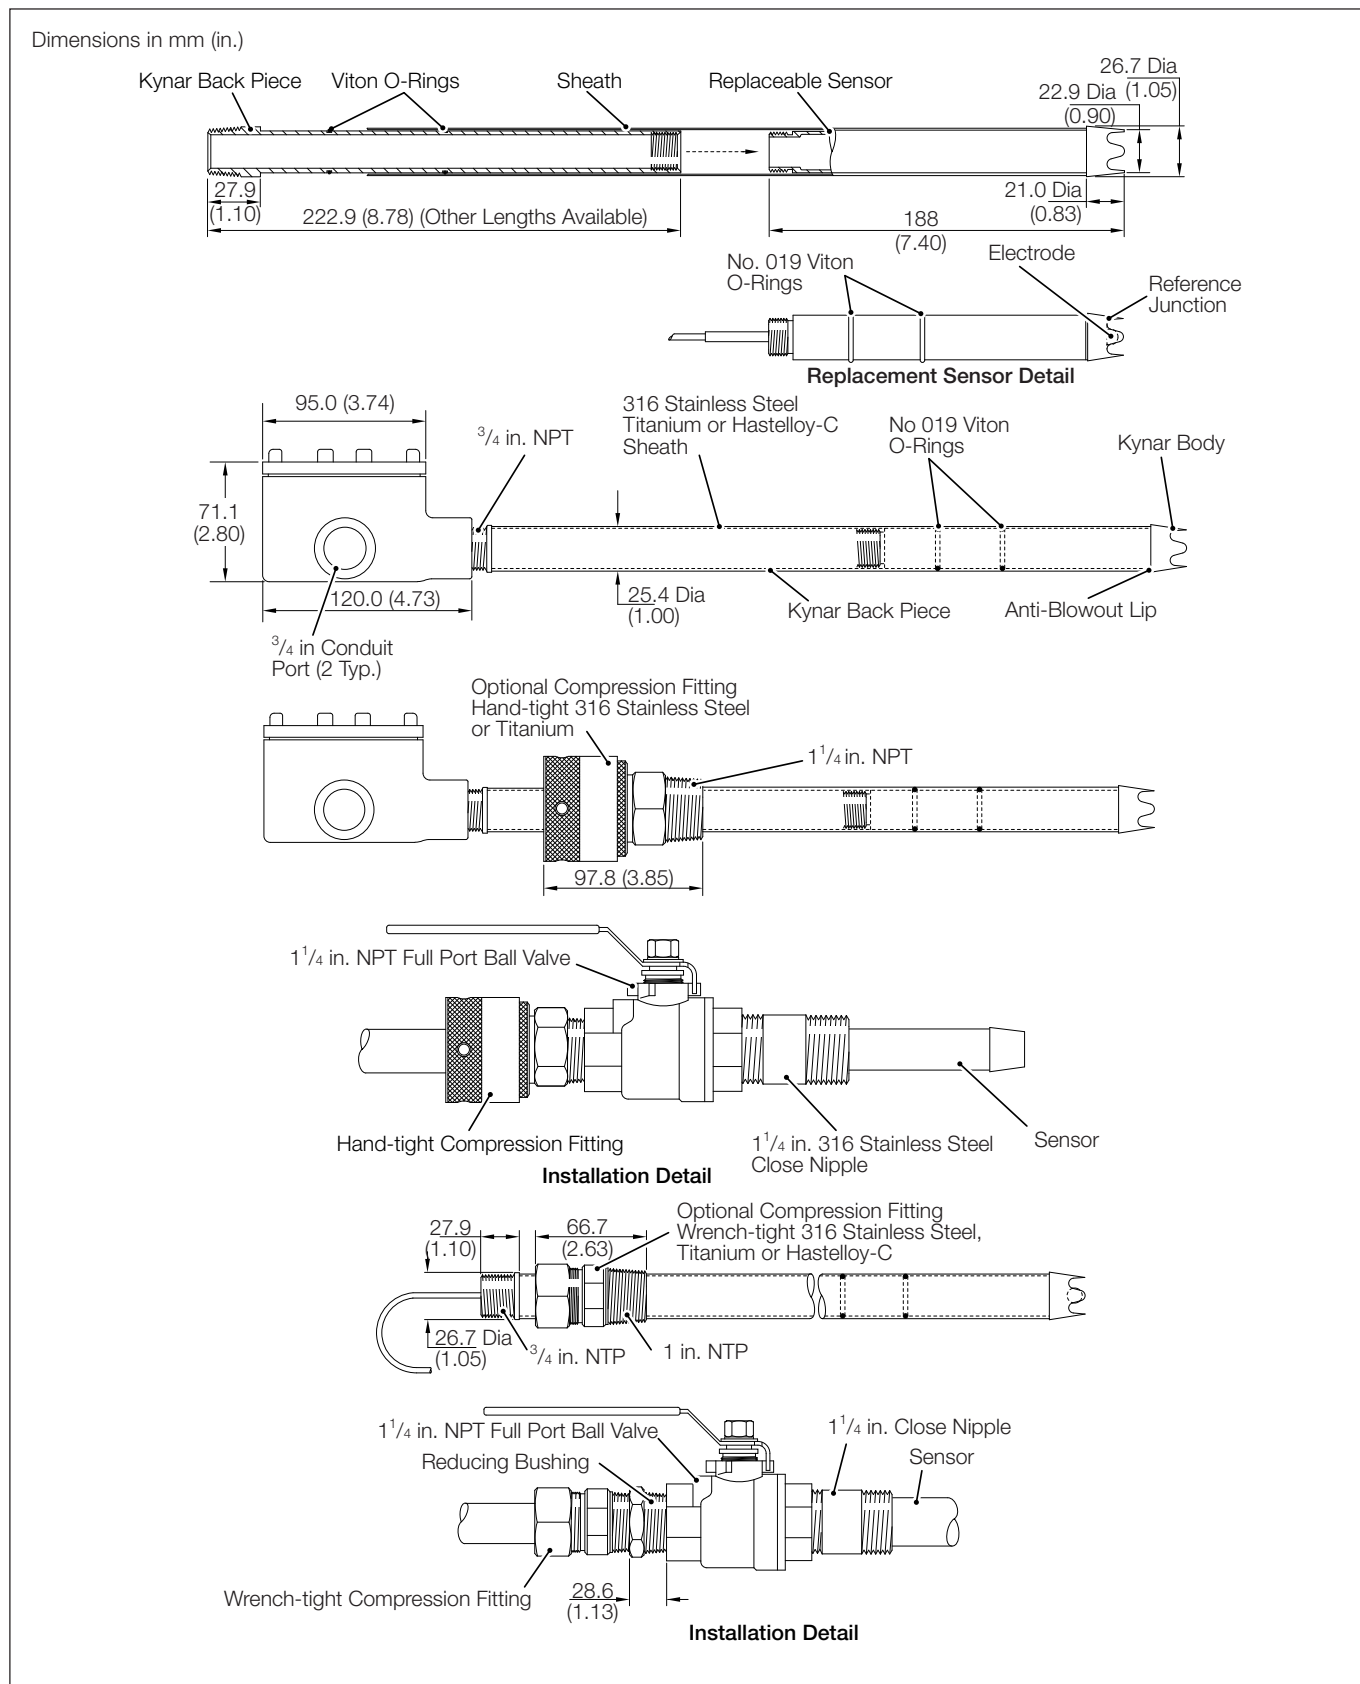 Dimensions in mm (in.)
Kynar Back Piece
Viton O-Rings
Sheath
Replaceable Sensor
26.7 Dia
(1.05)
22.9 Dia
(0.90)
27.9
(1.10)
222.9 (8.78) (Other Lengths Available)
21.0 Dia
(0.83)
188
(7.40)
No. 019 Viton
O-Rings
Electrode
Reference
Junction
Replacement Sensor Detail
95.0 (3.74)
3/4 in. NPT
316 Stainless Steel
Titanium or Hastelloy-C
Sheath
No 019 Viton
O-Rings
Kynar Body
71.1
(2.80)
120.0 (4.73)
25.4 Dia
(1.00)
Kynar Back Piece
Anti-Blowout Lip
3/4 in Conduit
Port (2 Typ.)
Optional Compression Fitting
Hand-tight 316 Stainless Steel
or Titanium
1 1/4 in. NPT
97.8 (3.85)
1 1/4 in. NPT Full Port Ball Valve
Hand-tight Compression Fitting
1 1/4 in. 316 Stainless Steel
Close Nipple
Sensor
Installation Detail
27.9
(1.10)
66.7
(2.63)
Optional Compression Fitting
Wrench-tight 316 Stainless Steel,
Titanium or Hastelloy-C
26.7 Dia
(1.05)
3/4 in. NTP
1 in. NTP
1 1/4 in. NPT Full Port Ball Valve
Reducing Bushing
1 1/4 in. Close Nipple
Sensor
Wrench-tight Compression Fitting
28.6
(1.13)
Installation Detail